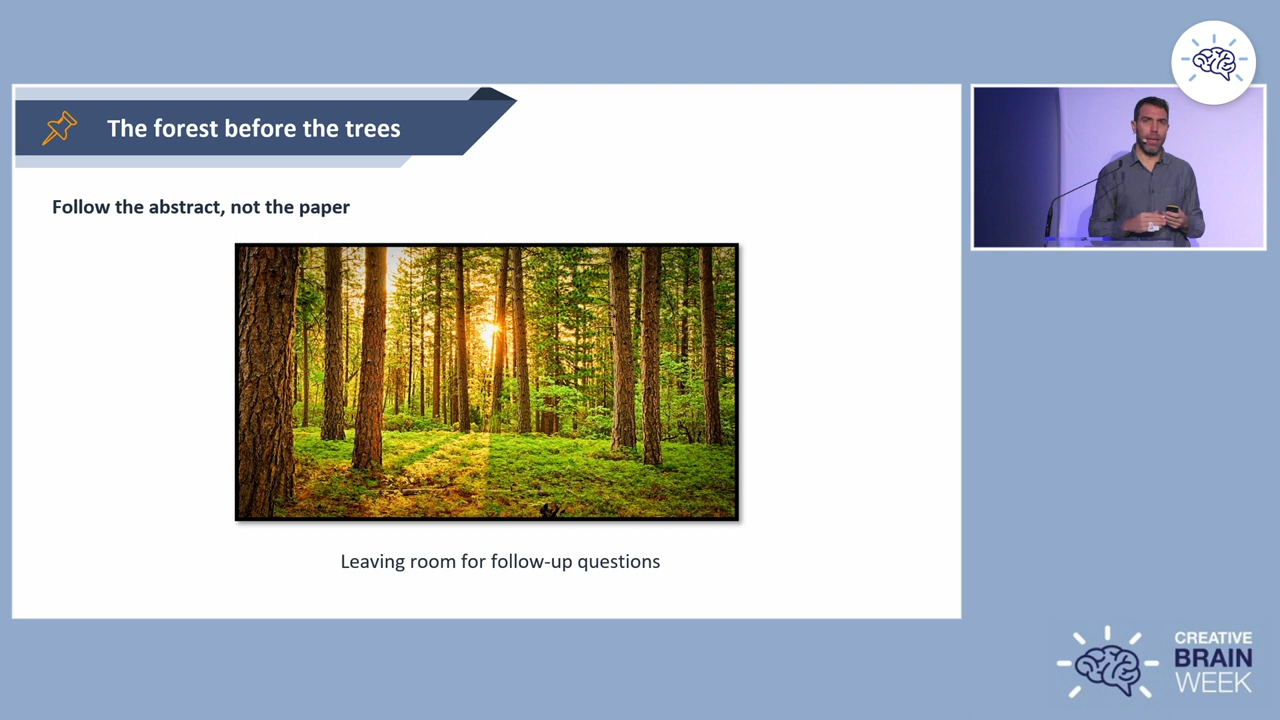 The forest before the trees
Follow the abstract, not the paper
Leaving room for follow-up questions
CREATIVE
BRAIN
WEEK